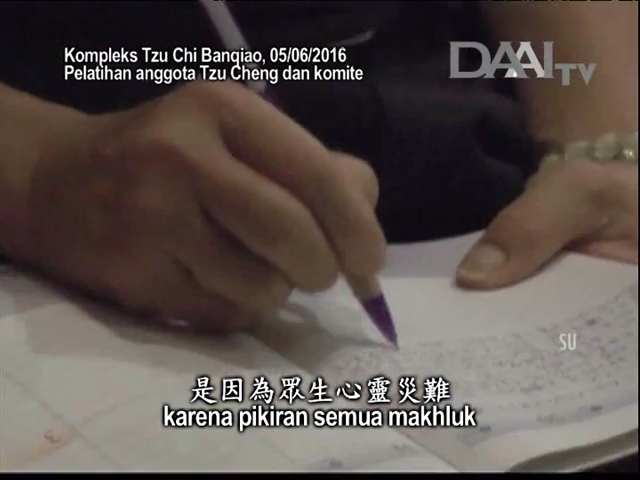 Kompleks Tzu Chi Banqiao, 05/06/2016
Pelatihan anggota Tzu Cheng dan komite
DAAI TV
SU
是因為眾生心靈災難
karena pikiran semua makhluk